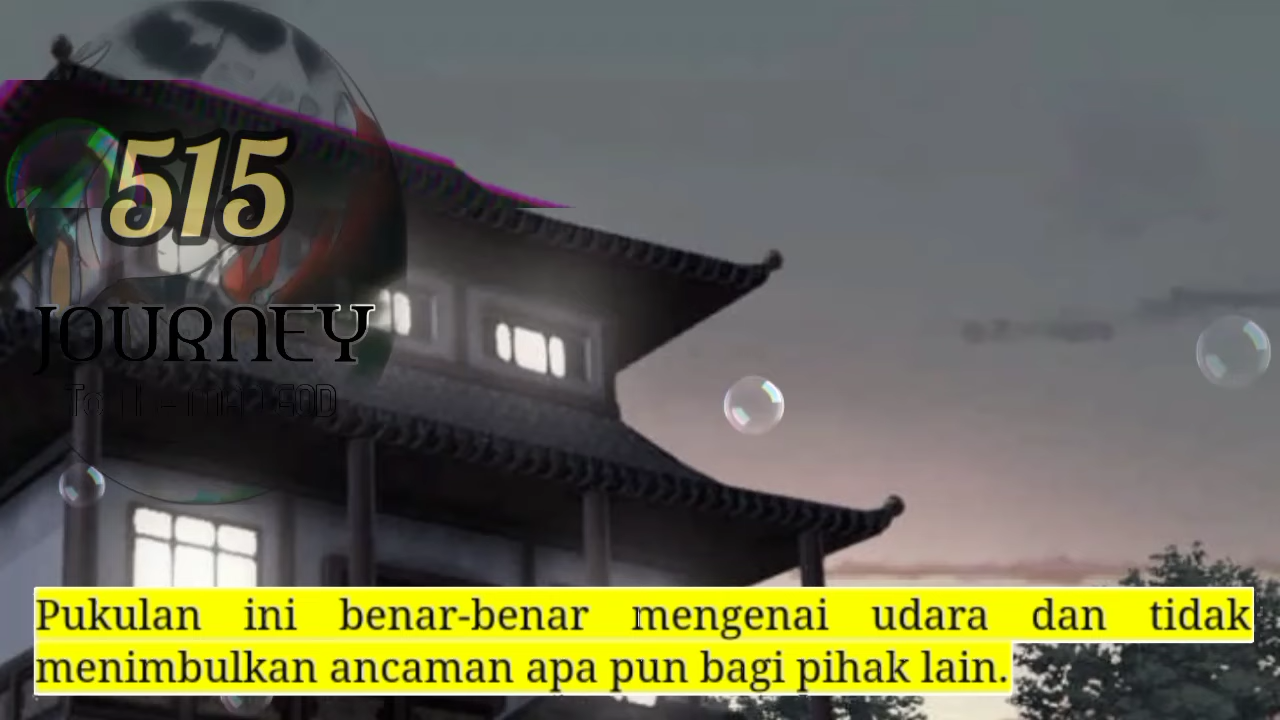 515
JOURNEY
Pukulan ini benar-benar mengenai udara dan tidak
menimbulkan ancaman apa pun bagi pihak lain.